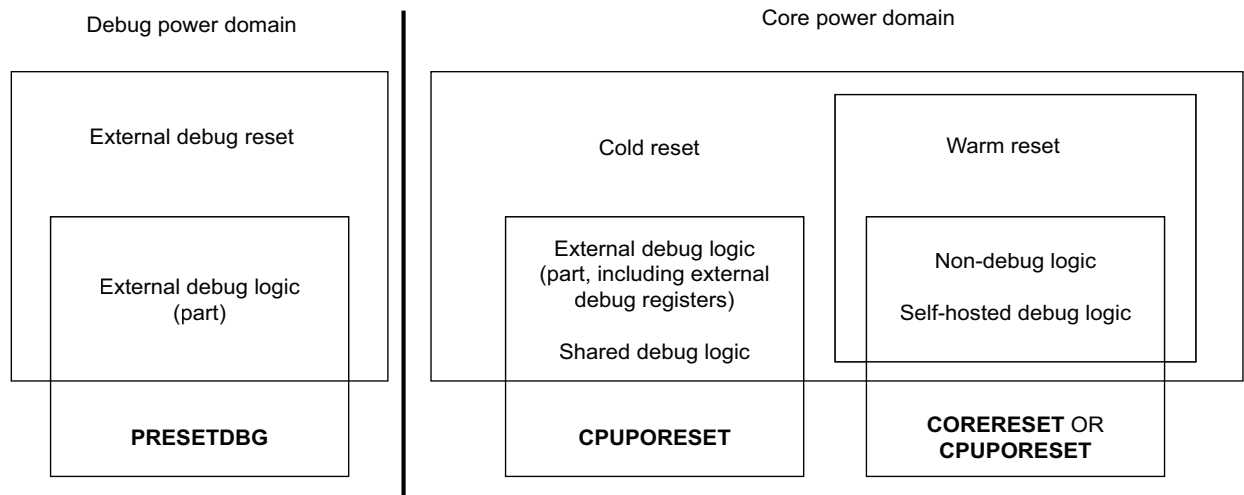 Debug power domain
Core power domain
External debug reset
Cold reset
Warm reset
External debug logic
(part)
External debug logic
(part, including external
debug registers)
Shared debug logic
Non-debug logic
Self-hosted debug logic
PRESETDBG
CPUPORESET
CORERESET OR
CPUPORESET